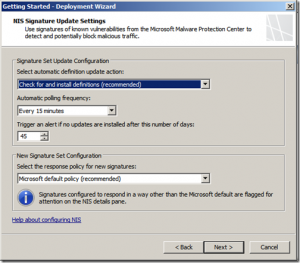 Getting Started - Deployment Wizard
NIS Signature Update Settings
Use signatures of known vulnerabilities from the Microsoft Malware Protection Center to
detect and potentially block malicious traffic.
Signature Set Update Configuration
Select automatic definition update action:
Check for and install definitions (recommended)
Automatic polling frequency:
Every 15 minutes
Trigger an alert if no updates are installed after this number of days:
45
New Signature Set Configuration
Select the response policy for new signatures:
Microsoft default policy (recommended)
Signatures configured to respond in a way other than the Microsoft default are flagged for
attention on the NIS details pane.
Help about configuring NIS
< Back
Next >
Cancel